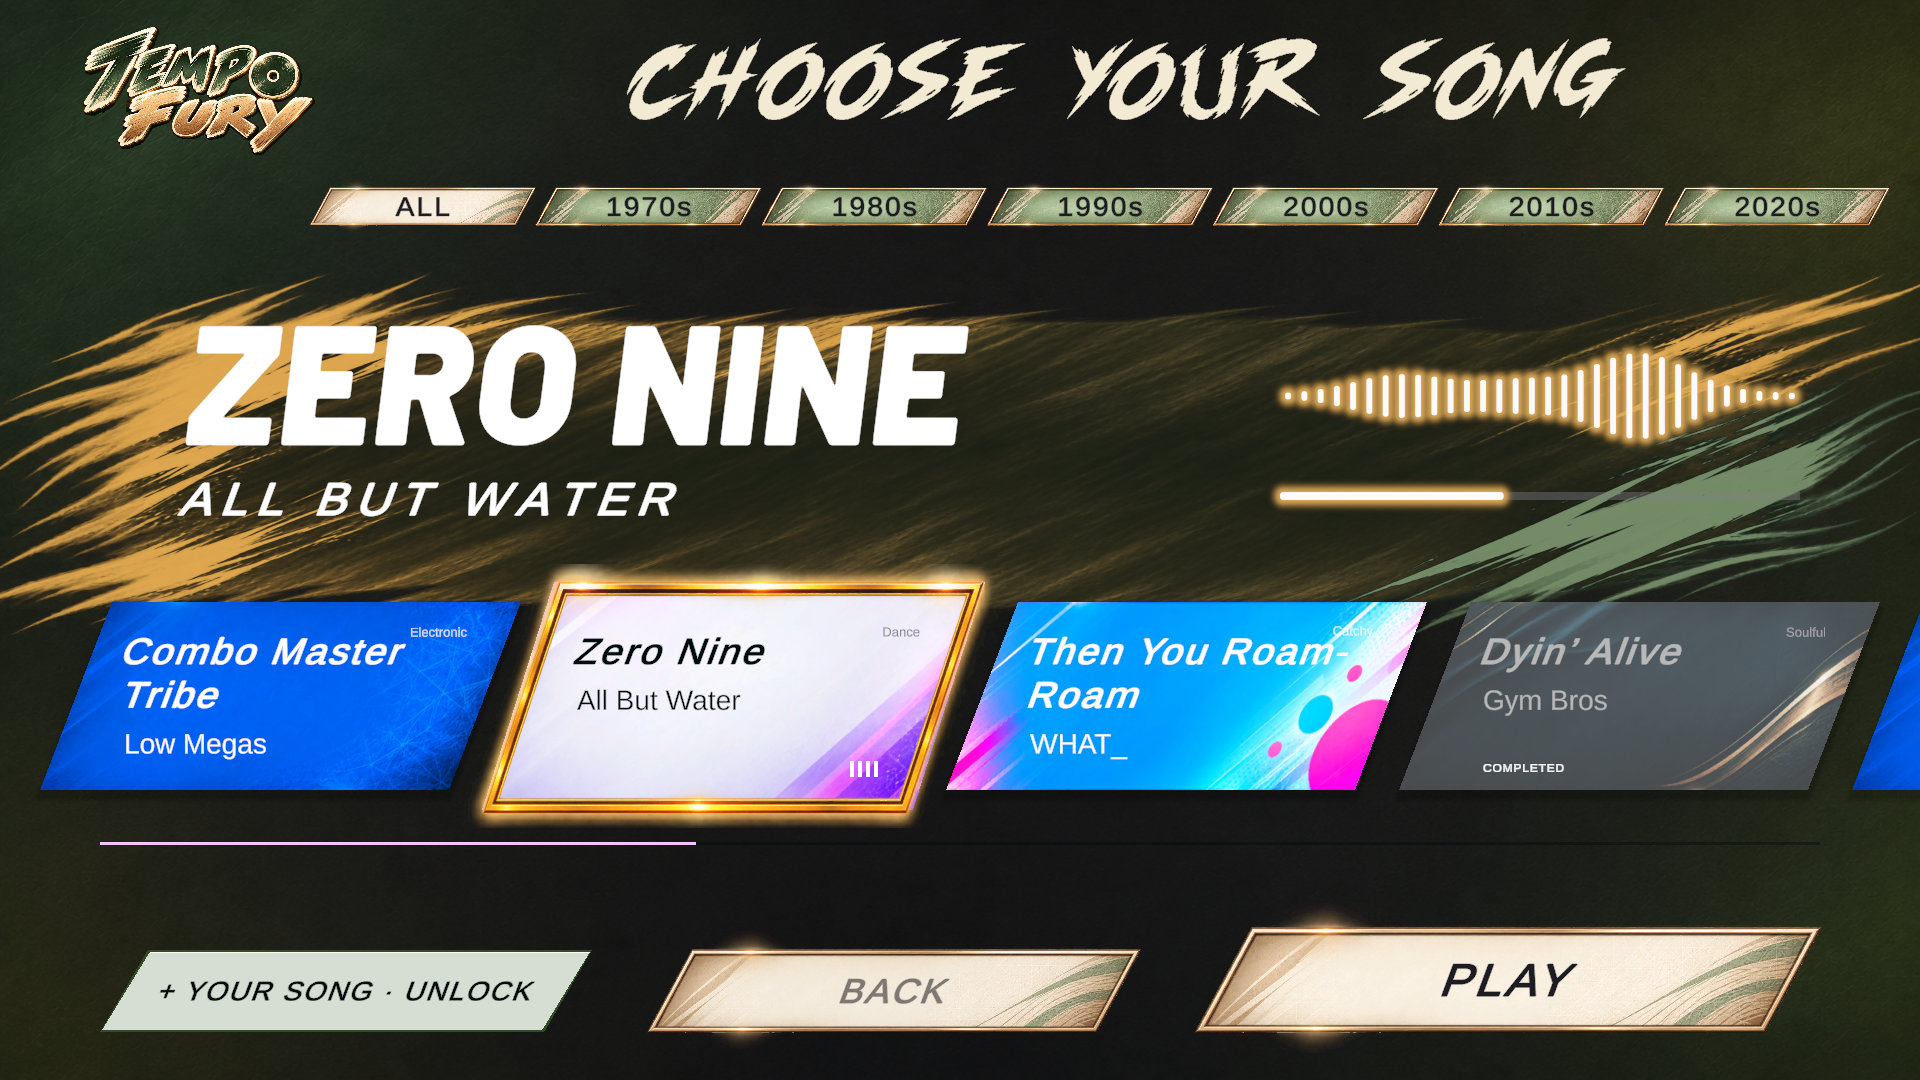 TEMPO
FURY
CHOOSE YOUR SONG
ALL
1970s
1980s
1990s
2000s
2010s
2020s
ZERO NINE
ALL BUT WATER
Combo Master
Tribe
Electronic
Low Megas
Zero Nine
Dance
All But Water
Then You Roam-
Roam
Catchy
WHAT_
Dyin’ Alive
Soulful
Gym Bros
COMPLETED
+ YOUR SONG · UNLOCK
BACK
PLAY